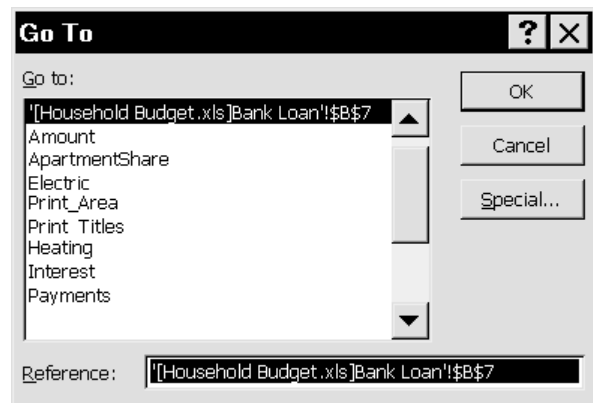 Go To
Go to:
'[Household Budget.xls]Bank Loan'!$B$7
Amount
ApartmentShare
Electric
Print_Area
Print_Titles
Heating
Interest
Payments
OK
Cancel
Special...
Reference: '[Household Budget.xls]Bank Loan'!$B$7